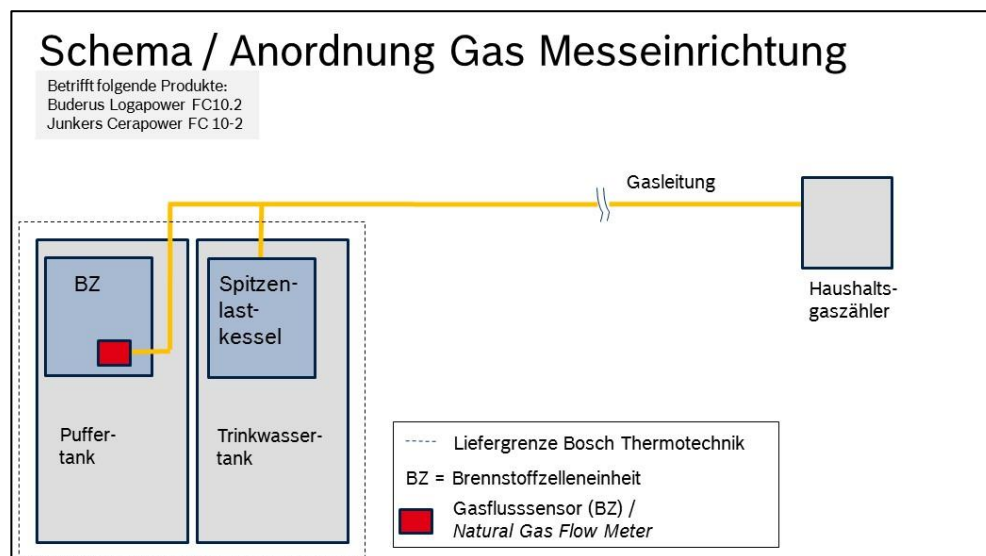 Schema / Anordnung Gas Messeinrichtung
Betrifft folgende Produkte:
Buderus Logapower FC10.2
Junkers Cerapower FC 10-2
Gasleitung
BZ
Spitzen-
last-
kessel
Haushalts-
gaszähler
Puffer-
tank
Trinkwasser-
tank
Liefergrenze Bosch Thermotechnik
BZ = Brennstoffzelleneinheit
Gasflusssensor (BZ) /
Natural Gas Flow Meter